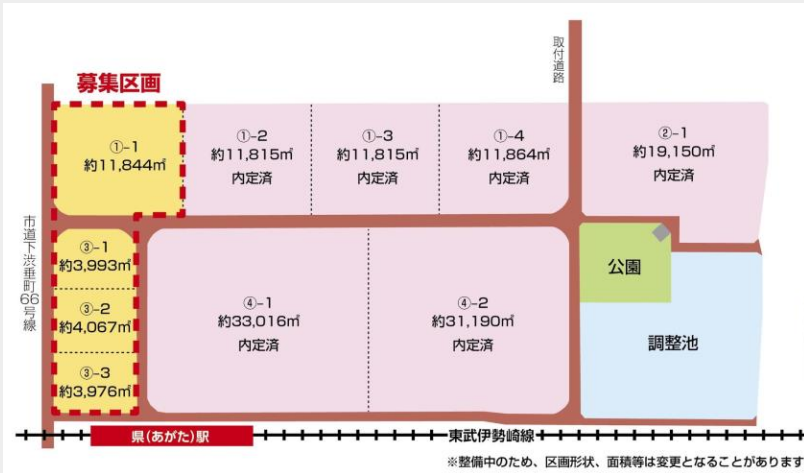 取付道路
募集区画
①-1
約11,844㎡
①-2
約11,815㎡
内定済
①-3
約11,815㎡
内定済
①-4
約11,864㎡
内定済
②-1
約19,150㎡
内定済
市道下渋垂町66号線
③-1
約3,993㎡
③-2
約4,067㎡
③-3
約3,976㎡
④-1
約33,016㎡
内定済
④-2
約31,190㎡
内定済
公園
調整池
県(あがた)駅
東武伊勢崎線
※整備中のため、区画形状、面積等は変更となることがあります